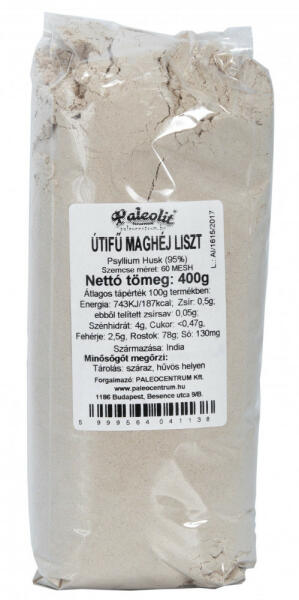 Paleolit
paleocentrum.hu
ÚTIFŰ MAGHÉJ LISZT
Psyllium Husk (95%)
Szemcse méret: 60 MESH
Nettó tömeg: 400g
Átlagos tápérték 100g termékben:
Energia: 743KJ/187kcal; Zsír: 0,5g;
ebből telített zsírsav: 0,05g;
Szénhidrát: 4g, Cukor: <0,47g,
Fehérje: 2,5g, Rostok: 78g; Só: 130mg
Származása: India
Minősőgőt megőrzi:
Tárolás: száraz, hűvös helyen
Forgalmazó: PALEOCENTRUM Kft.
www.paleocentrum.hu
1186 Budapest, Besence utca 9/B.
5 999564 041138
L.: AI/1615/2017